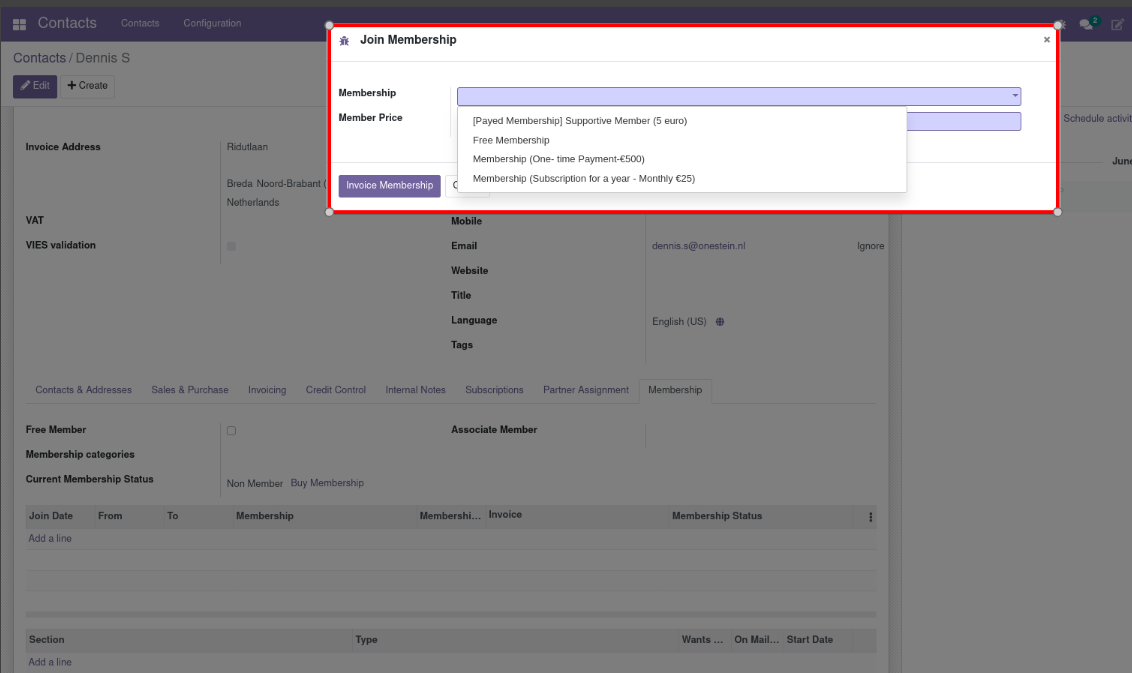 Contacts Contacts Configuration 2
Contacts / Dennis S
Edit + Create
Join Membership ×
Membership
Member Price
[Payed Membership] Supportive Member (5 euro)
Free Membership
Membership (One- time Payment-€500)
Membership (Subscription for a year - Monthly €25)
Invoice Membership
Schedule activit
June
Invoice Address Ridutlaan
Breda Noord-Brabant (
Netherlands
VAT
VIES validation
Mobile
Email dennis.s@onestein.nl Ignore
Website
Title
Language English (US)
Tags
Contacts & Addresses Sales & Purchase Invoicing Credit Control Internal Notes Subscriptions Partner Assignment Membership
Free Member Associate Member
Membership categories
Current Membership Status Non Member Buy Membership
Join Date From To Membership Membershi... Invoice Membership Status
Add a line
Section Type Wants ... On Mail... Start Date
Add a line